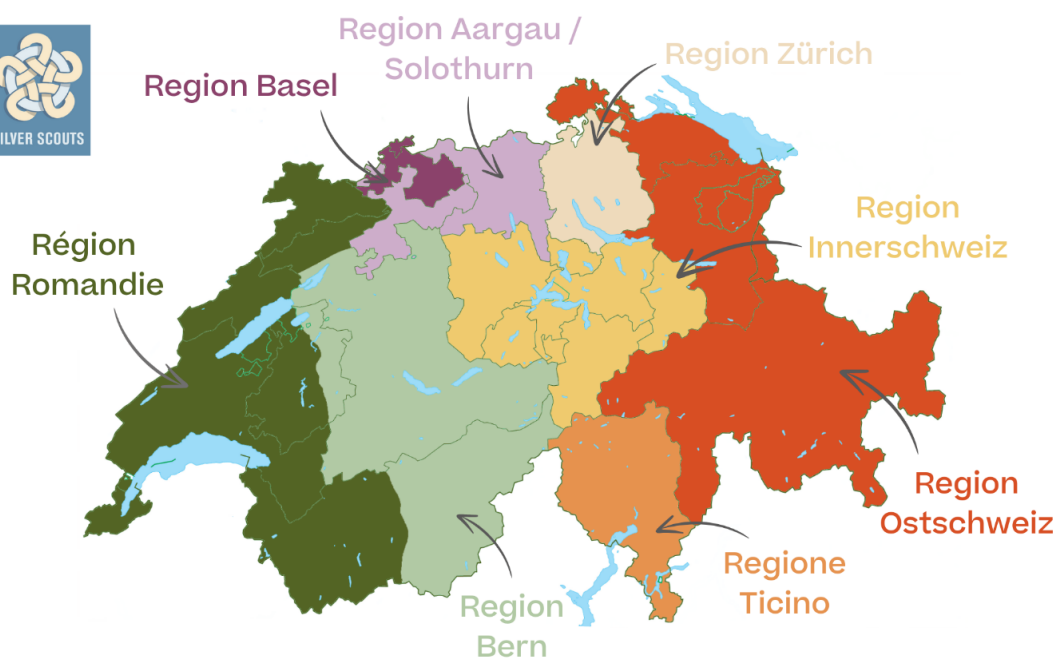 Region Aargau /
Solothurn
Region Zürich
Region Basel
ILVER SCOUTS
Region
Innerschweiz
Région
Romandie
Region
Ostschweiz
Regione
Ticino
Region
Bern